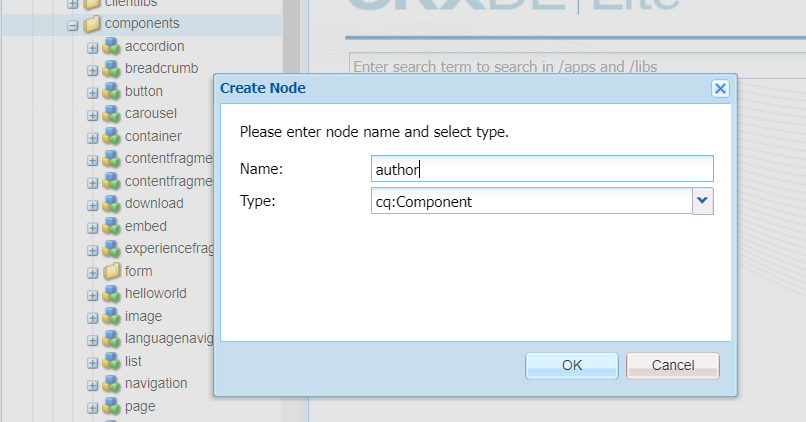 clientlibs
components
accordion
breadcrumb
button
carousel
container
contentfragme
contentfragme
download
embed
experiencefrag
form
helloworld
image
languagenavig
list
navigation
page
CRXDE | Lite
Enter search term to search in /apps and /libs
Create Node
Please enter node name and select type.
Name:
author
Type:
cq:Component
OK
Cancel